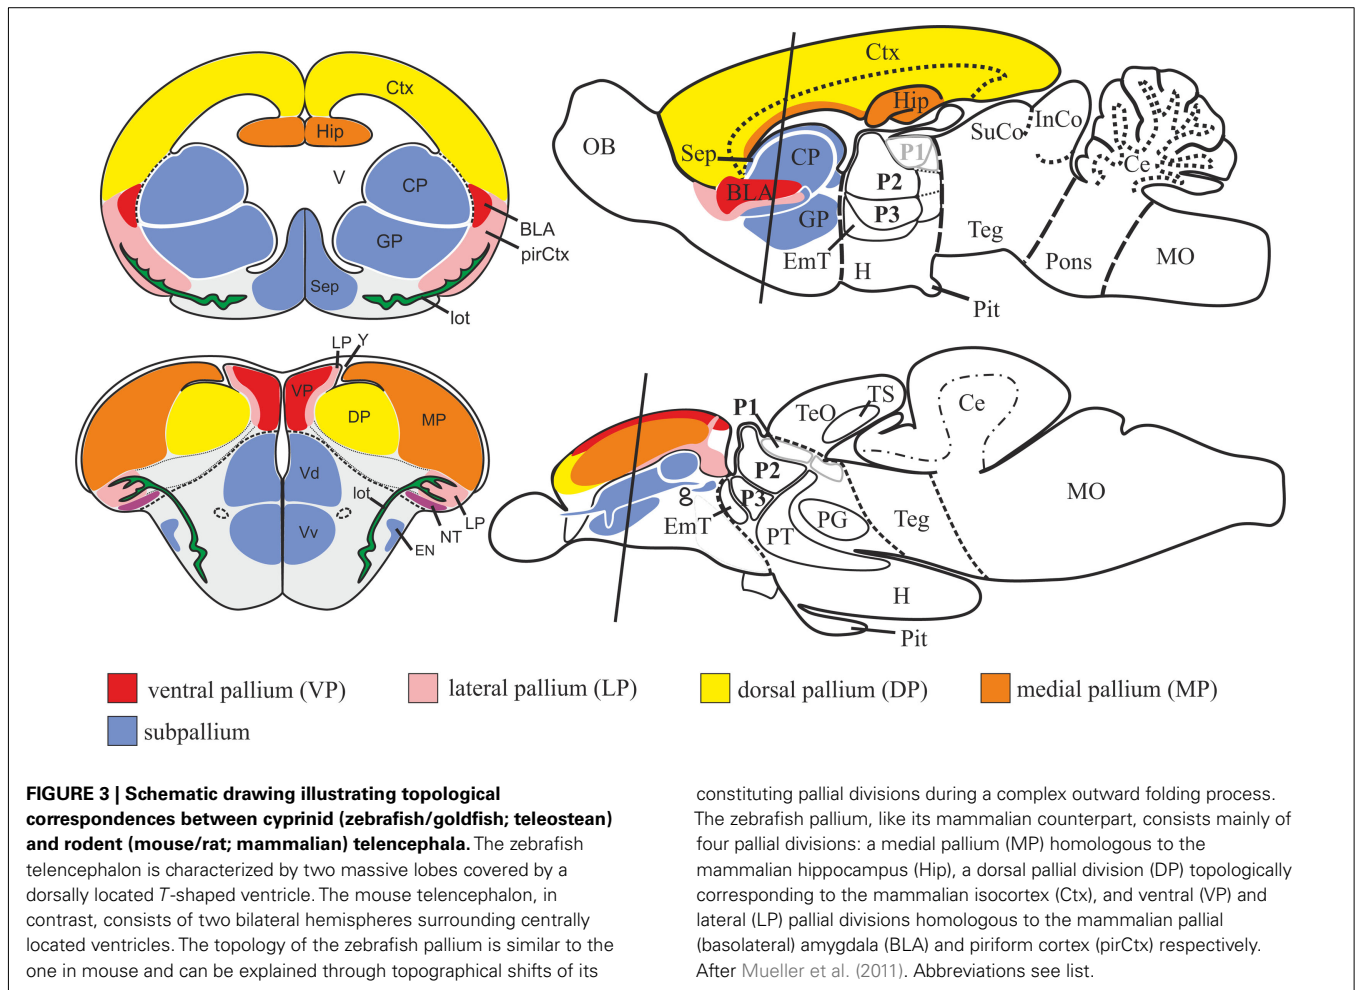 Ctx
Hip
V
CP
GP
Sep
BLA
pirCtx
lot
Ctx
Hip
OB
Sep
CP
BLA
GP
P1
P2
P3
EmT
H
SuCo
InCo
Ce
Teg
Pons
MO
Pit
LP
Y
VP
DP
MP
Vd
lot
Vv
LP
NT
EN
P1
TeO
TS
Ce
P2
P3
EmT
PT
PG
Teg
MO
H
Pit
ventral pallium (VP)
lateral pallium (LP)
dorsal pallium (DP)
medial pallium (MP)
subpallium
FIGURE 3 | Schematic drawing illustrating topological
correspondences between cyprinid (zebrafish/goldfish; teleostean)
and rodent (mouse/rat; mammalian) telencephala. The zebrafish
telencephalon is characterized by two massive lobes covered by a
dorsally located T-shaped ventricle. The mouse telencephalon, in
contrast, consists of two bilateral hemispheres surrounding centrally
located ventricles. The topology of the zebrafish pallium is similar to the
one in mouse and can be explained through topographical shifts of its
constituting pallial divisions during a complex outward folding process.
The zebrafish pallium, like its mammalian counterpart, consists mainly of
four pallial divisions: a medial pallium (MP) homologous to the
mammalian hippocampus (Hip), a dorsal pallial division (DP) topologically
corresponding to the mammalian isocortex (Ctx), and ventral (VP) and
lateral (LP) pallial divisions homologous to the mammalian pallial
(basolateral) amygdala (BLA) and piriform cortex (pirCtx) respectively.
After Mueller et al. (2011). Abbreviations see list.